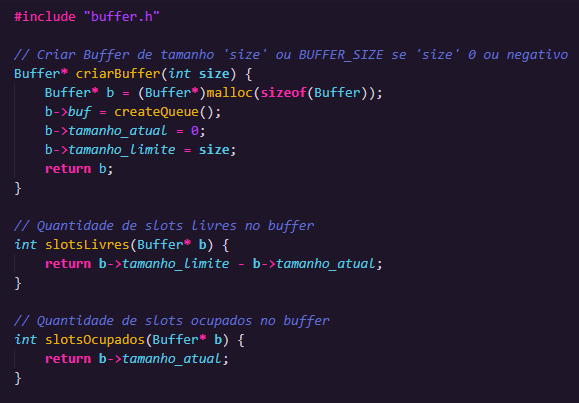 #include "buffer.h"
// Criar Buffer de tamanho 'size' ou BUFFER_SIZE se 'size' 0 ou negativo
Buffer* criarBuffer(int size) {
    Buffer* b = (Buffer*)malloc(sizeof(Buffer));
    b->buf = createQueue();
    b->tamanho_atual = 0;
    b->tamanho_limite = size;
    return b;
}
// Quantidade de slots livres no buffer
int slotsLivres(Buffer* b) {
    return b->tamanho_limite - b->tamanho_atual;
}
// Quantidade de slots ocupados no buffer
int slotsOcupados(Buffer* b) {
    return b->tamanho_atual;
}